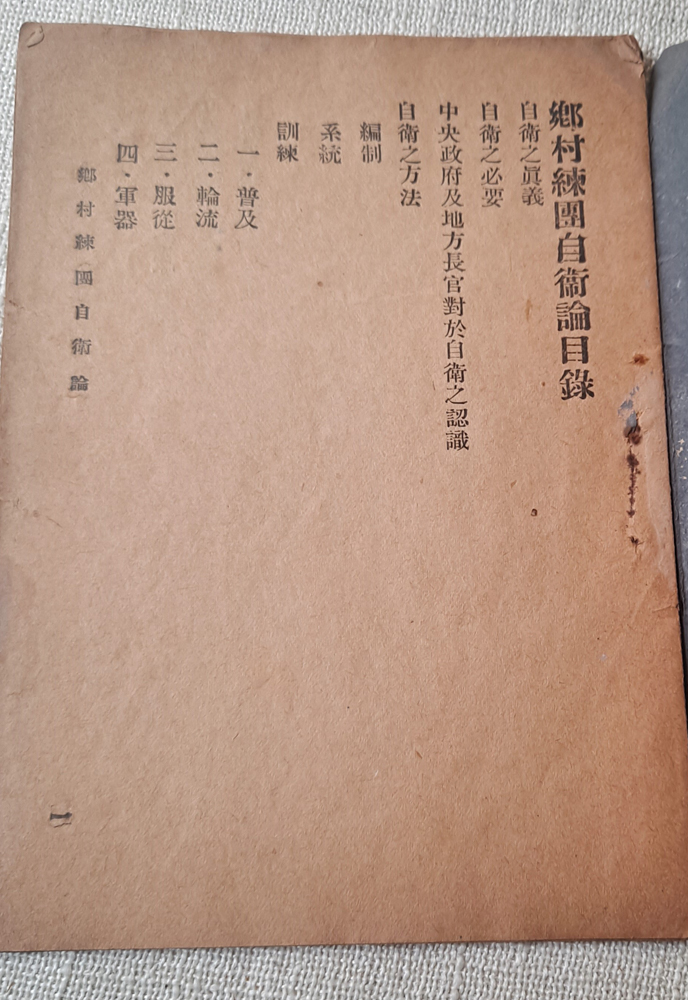 鄉村練團自衞論目錄
自衛之眞義
自衛之必要
中央政府及地方長官對於自衛之認識
自衛之方法
編制
系統
訓練
一．普及
二．輪流
三．服從
四．軍器
鄉村練團自衛論
1